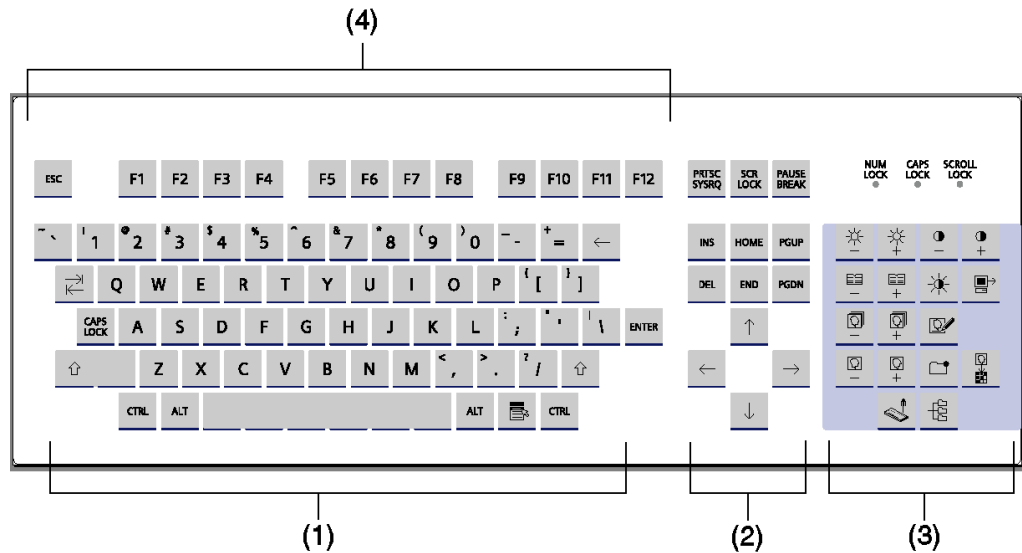 (4)
NUM LOCK CAPS LOCK SCROLL LOCK
ESC F1 F2 F3 F4 F5 F6 F7 F8 F9 F10 F11 F12 PRTSC SYSRQ SCR LOCK PAUSE BREAK
~ ` ! 1 @ 2 # 3 $ 4 % 5 ^ 6 & 7 * 8 ( 9 ) 0 _ - + = ← INS HOME PGUP − + − +
Q W E R T Y U I O P { [ } ] DEL END PGDN − +
CAPS LOCK A S D F G H J K L : ; " ' | \ ENTER ↑ − +
⇧ Z X C V B N M < , > . ? / ⇧ ← → − +
CTRL ALT ALT CTRL ↓
(1) (2) (3)